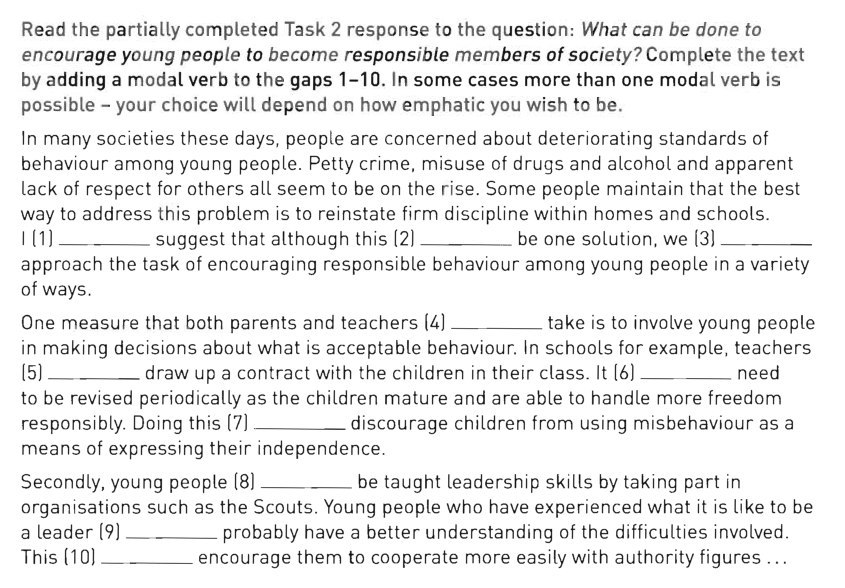 Read the partially completed Task 2 response to the question: What can be done to
encourage young people to become responsible members of society? Complete the text
by adding a modal verb to the gaps 1–10. In some cases more than one modal verb is
possible – your choice will depend on how emphatic you wish to be.
In many societies these days, people are concerned about deteriorating standards of
behaviour among young people. Petty crime, misuse of drugs and alcohol and apparent
lack of respect for others all seem to be on the rise. Some people maintain that the best
way to address this problem is to reinstate firm discipline within homes and schools.
I (1) ________ suggest that although this (2) ________ be one solution, we (3) ________
approach the task of encouraging responsible behaviour among young people in a variety
of ways.
One measure that both parents and teachers (4) ________ take is to involve young people
in making decisions about what is acceptable behaviour. In schools for example, teachers
(5) ________ draw up a contract with the children in their class. It (6) ________ need
to be revised periodically as the children mature and are able to handle more freedom
responsibly. Doing this (7) ________ discourage children from using misbehaviour as a
means of expressing their independence.
Secondly, young people (8) ________ be taught leadership skills by taking part in
organisations such as the Scouts. Young people who have experienced what it is like to be
a leader (9) ________ probably have a better understanding of the difficulties involved.
This (10) ________ encourage them to cooperate more easily with authority figures ...